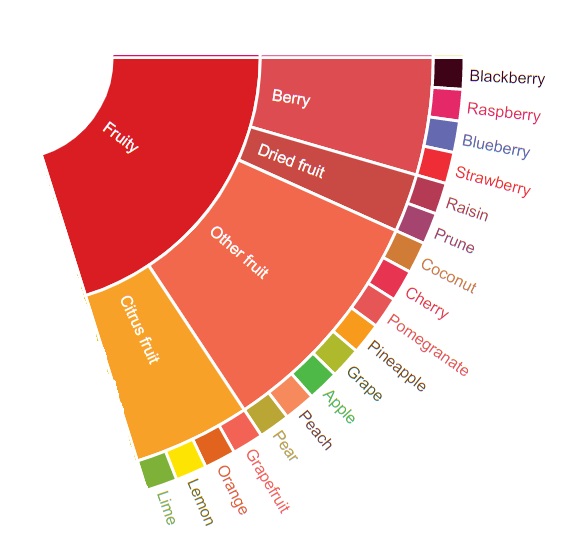 Fruity
Berry
Dried fruit
Other fruit
Citrus fruit
Blackberry
Raspberry
Blueberry
Strawberry
Raisin
Prune
Coconut
Cherry
Pomegranate
Pineapple
Grape
Apple
Peach
Pear
Grapefruit
Orange
Lemon
Lime